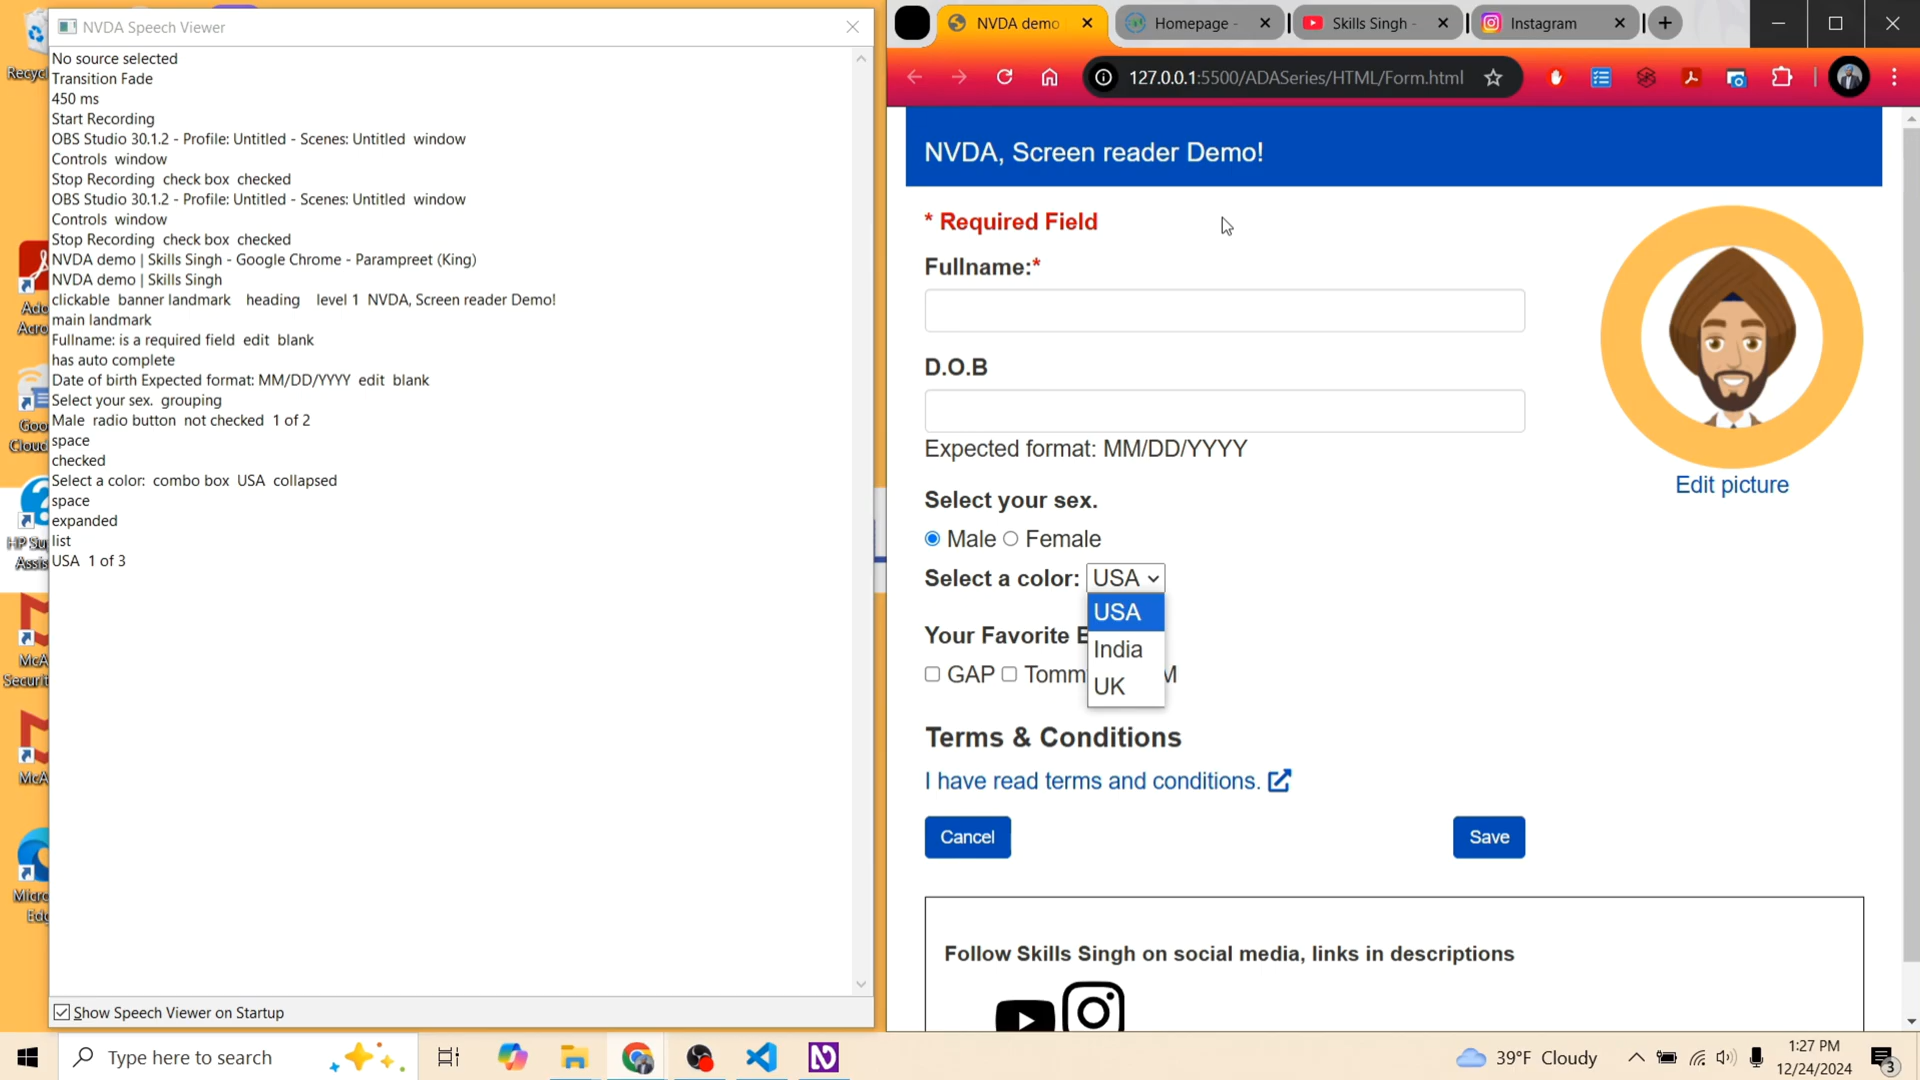 NVDA Speech Viewer
No source selected
Transition Fade
450 ms
Start Recording
OBS Studio 30.1.2 - Profile: Untitled - Scenes: Untitled window
Controls window
Stop Recording check box checked
OBS Studio 30.1.2 - Profile: Untitled - Scenes: Untitled window
Controls window
Stop Recording check box checked
NVDA demo | Skills Singh - Google Chrome - Parampreet (King)
NVDA demo | Skills Singh
clickable banner landmark heading level 1 NVDA, Screen reader Demo!
main landmark
Fullname: is a required field edit blank
has auto complete
Date of birth Expected format: MM/DD/YYYY edit blank
Select your sex. grouping
Male radio button not checked 1 of 2
space
checked
Select a color: combo box USA collapsed
space
expanded
list
USA 1 of 3
Show Speech Viewer on Startup
NVDA demo
Homepage -
Skills Singh -
Instagram
127.0.0.1:5500/ADASeries/HTML/Form.html
NVDA, Screen reader Demo!
* Required Field
Fullname:*
D.O.B
Expected format: MM/DD/YYYY
Edit picture
Select your sex.
Male Female
Select a color: USA
USA
India
UK
Your Favorite
GAP
Terms & Conditions
I have read terms and conditions.
Cancel
Save
Follow Skills Singh on social media, links in descriptions
Type here to search
39°F Cloudy
1:27 PM
12/24/2024
3